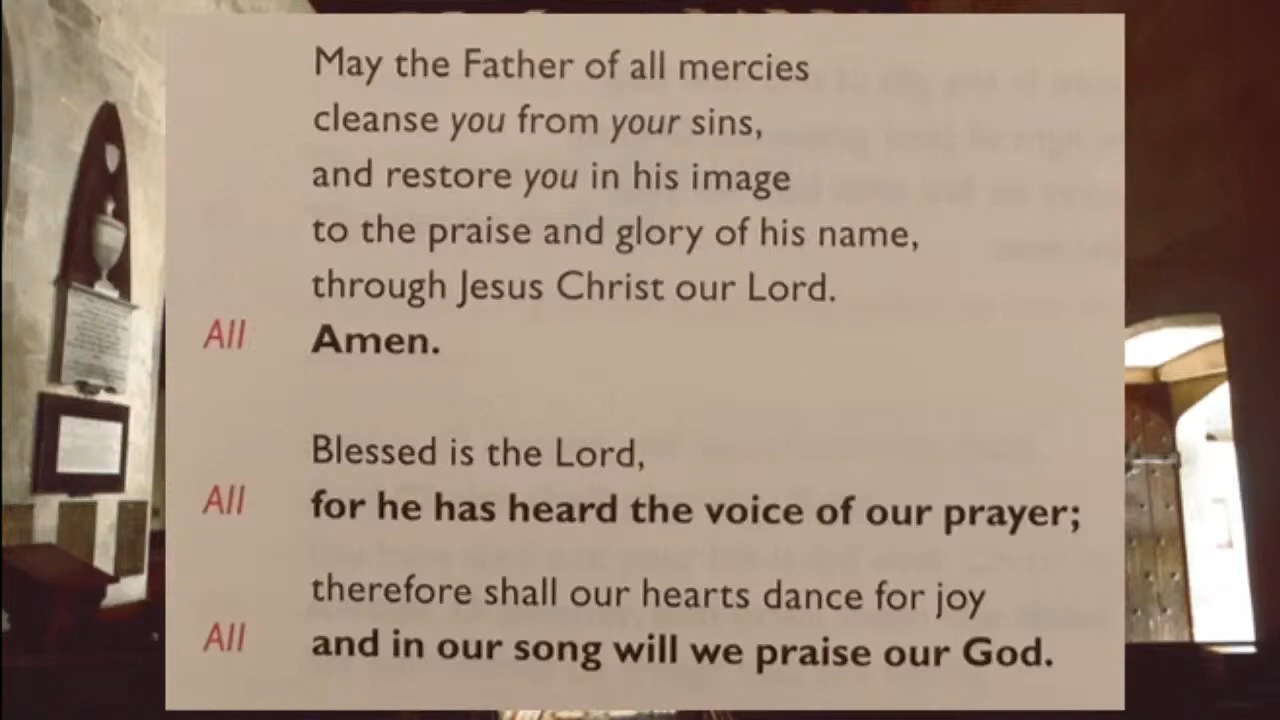 May the Father of all mercies
cleanse you from your sins,
and restore you in his image
to the praise and glory of his name,
through Jesus Christ our Lord.
All Amen.
Blessed is the Lord,
All for he has heard the voice of our prayer;
therefore shall our hearts dance for joy
All and in our song will we praise our God.